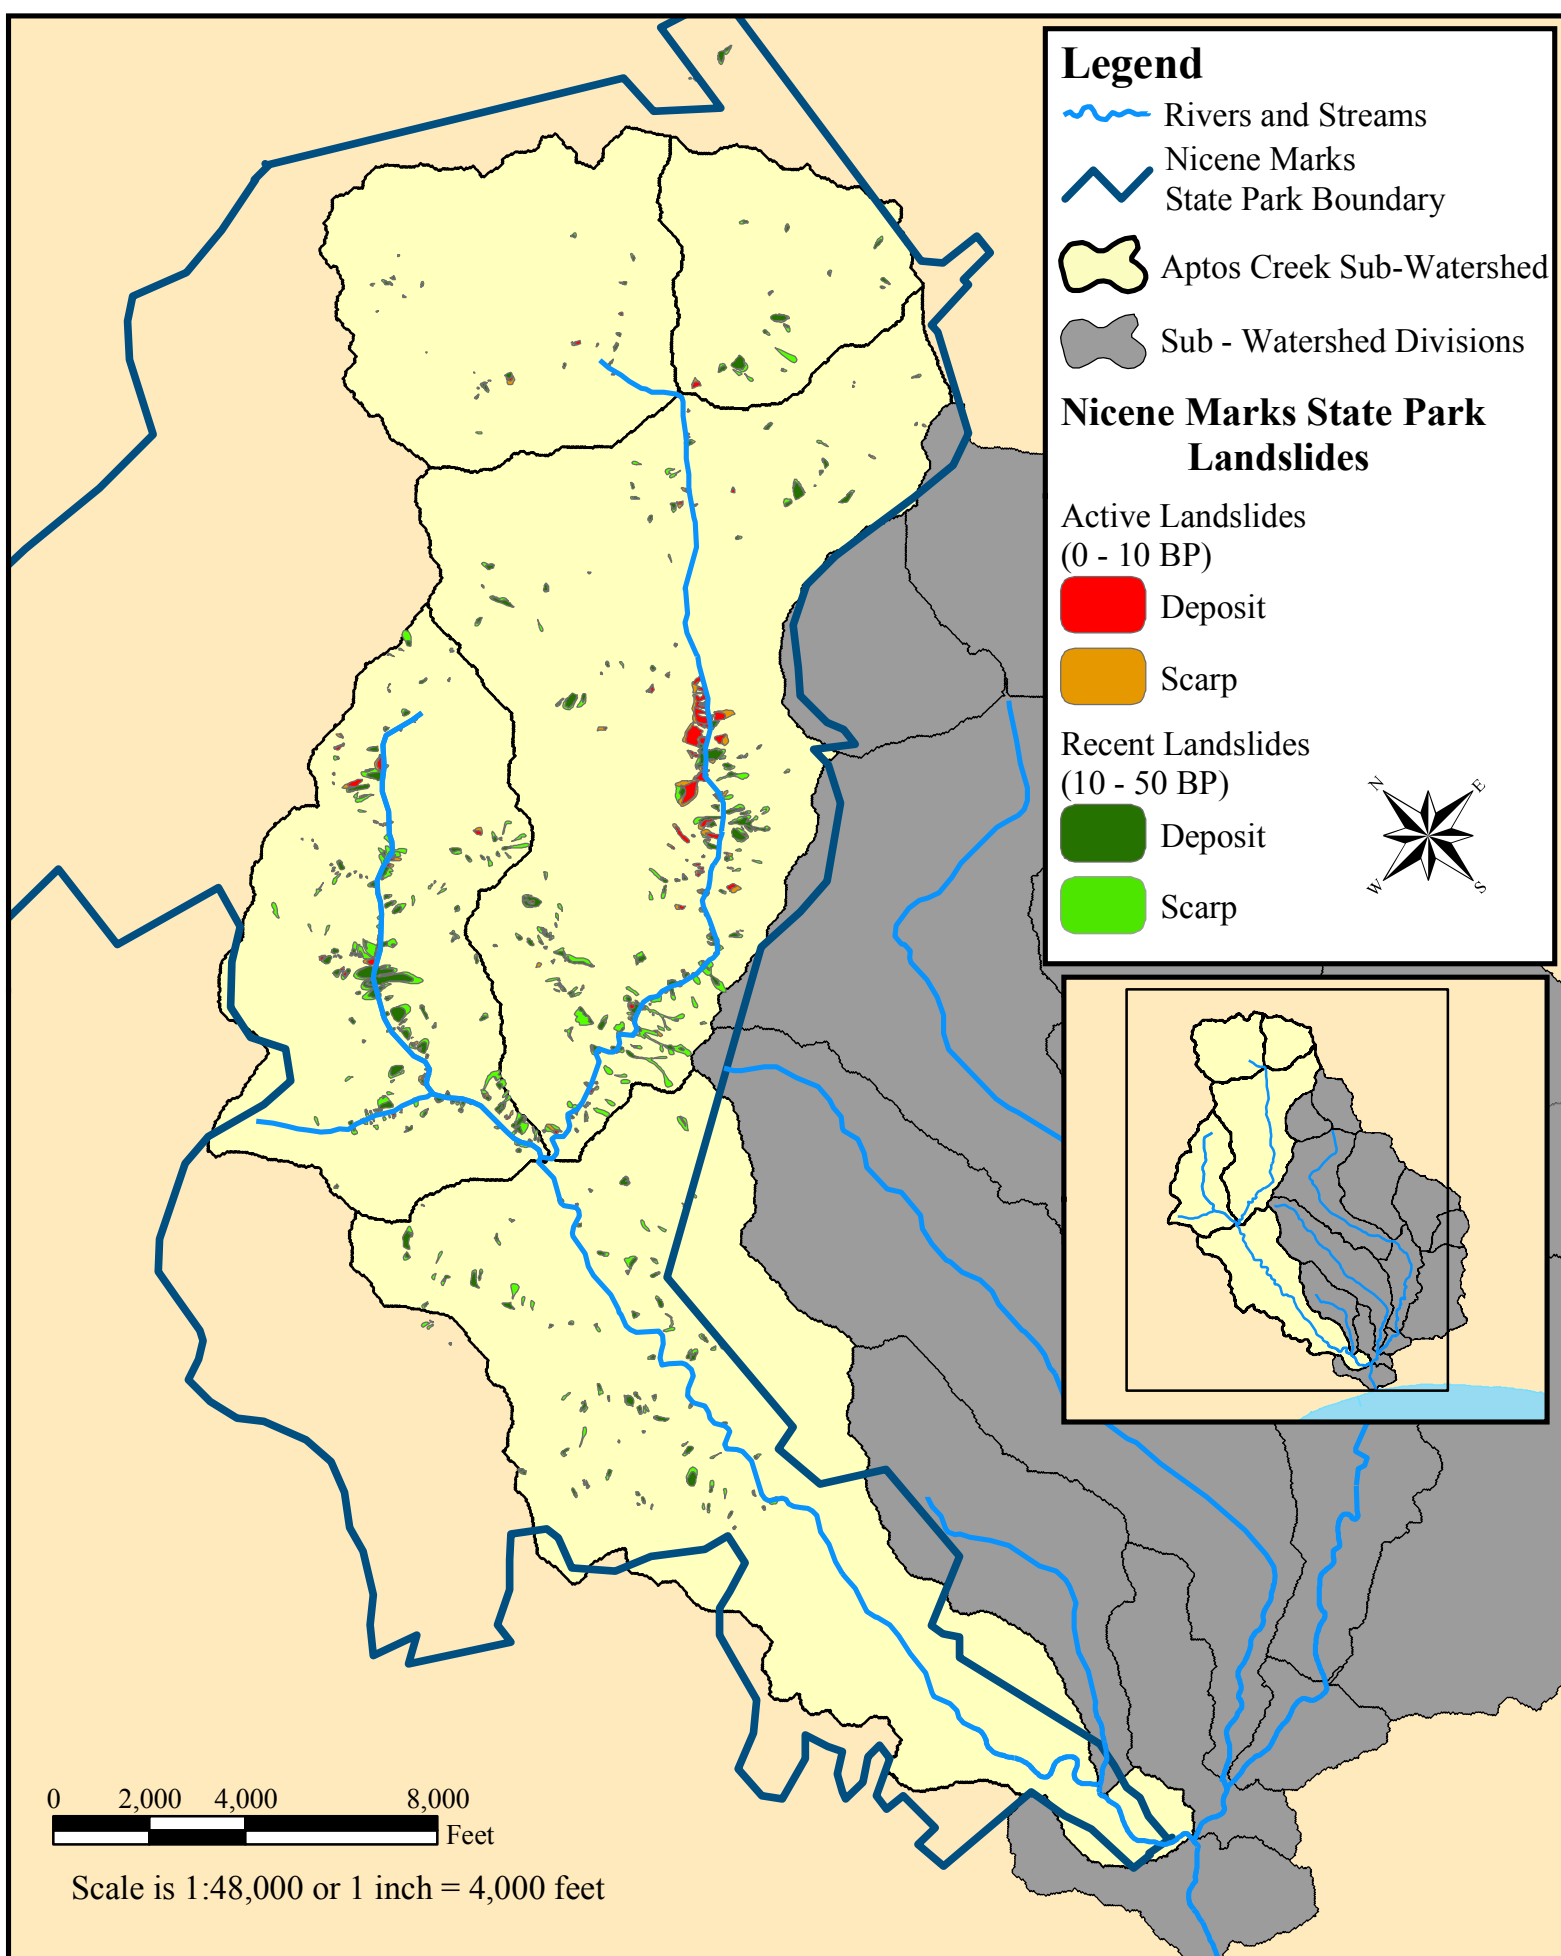 Legend
Rivers and Streams
Nicene Marks
State Park Boundary
Aptos Creek Sub-Watershed
Sub - Watershed Divisions
Nicene Marks State Park
Landslides
Active Landslides
(0 - 10 BP)
Deposit
Scarp
Recent Landslides
(10 - 50 BP)
Deposit
Scarp
N
E
W
S
0 2,000 4,000 8,000
Feet
Scale is 1:48,000 or 1 inch = 4,000 feet